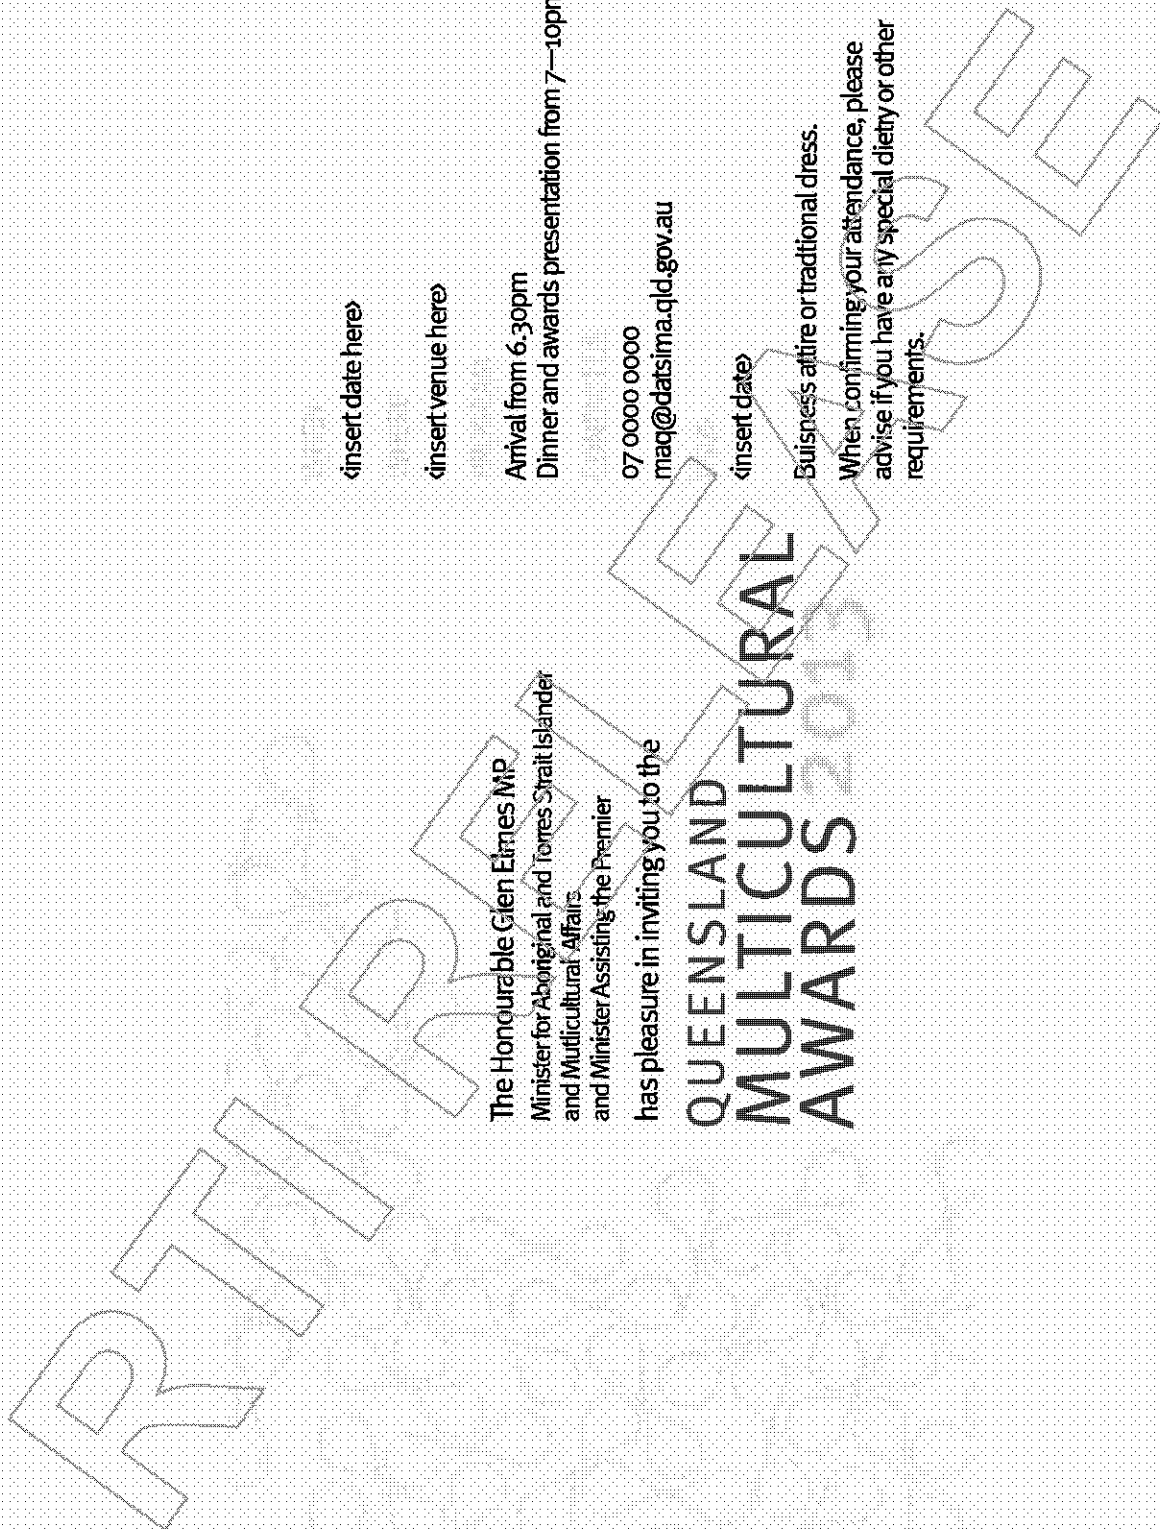 The Honourable Glen Elmes MP
Minister for Aboriginal and Torres Strait Islander
and Mutlicultural Affairs
and Minister Assisting the Premier
has pleasure in inviting you to the
QUEENSLAND
MULTICULTURAL
AWARDS 2013
<insert date here>
<insert venue here>
Arrival from 6.30pm
Dinner and awards presentation from 7—10pm
07 0000 0000
maq@datsima.qld.gov.au
<insert date>
Buisness attire or tradtional dress.
When confirming your attendance, please
advise if you have any special dietry or other
requirements.
RTI RELEASE